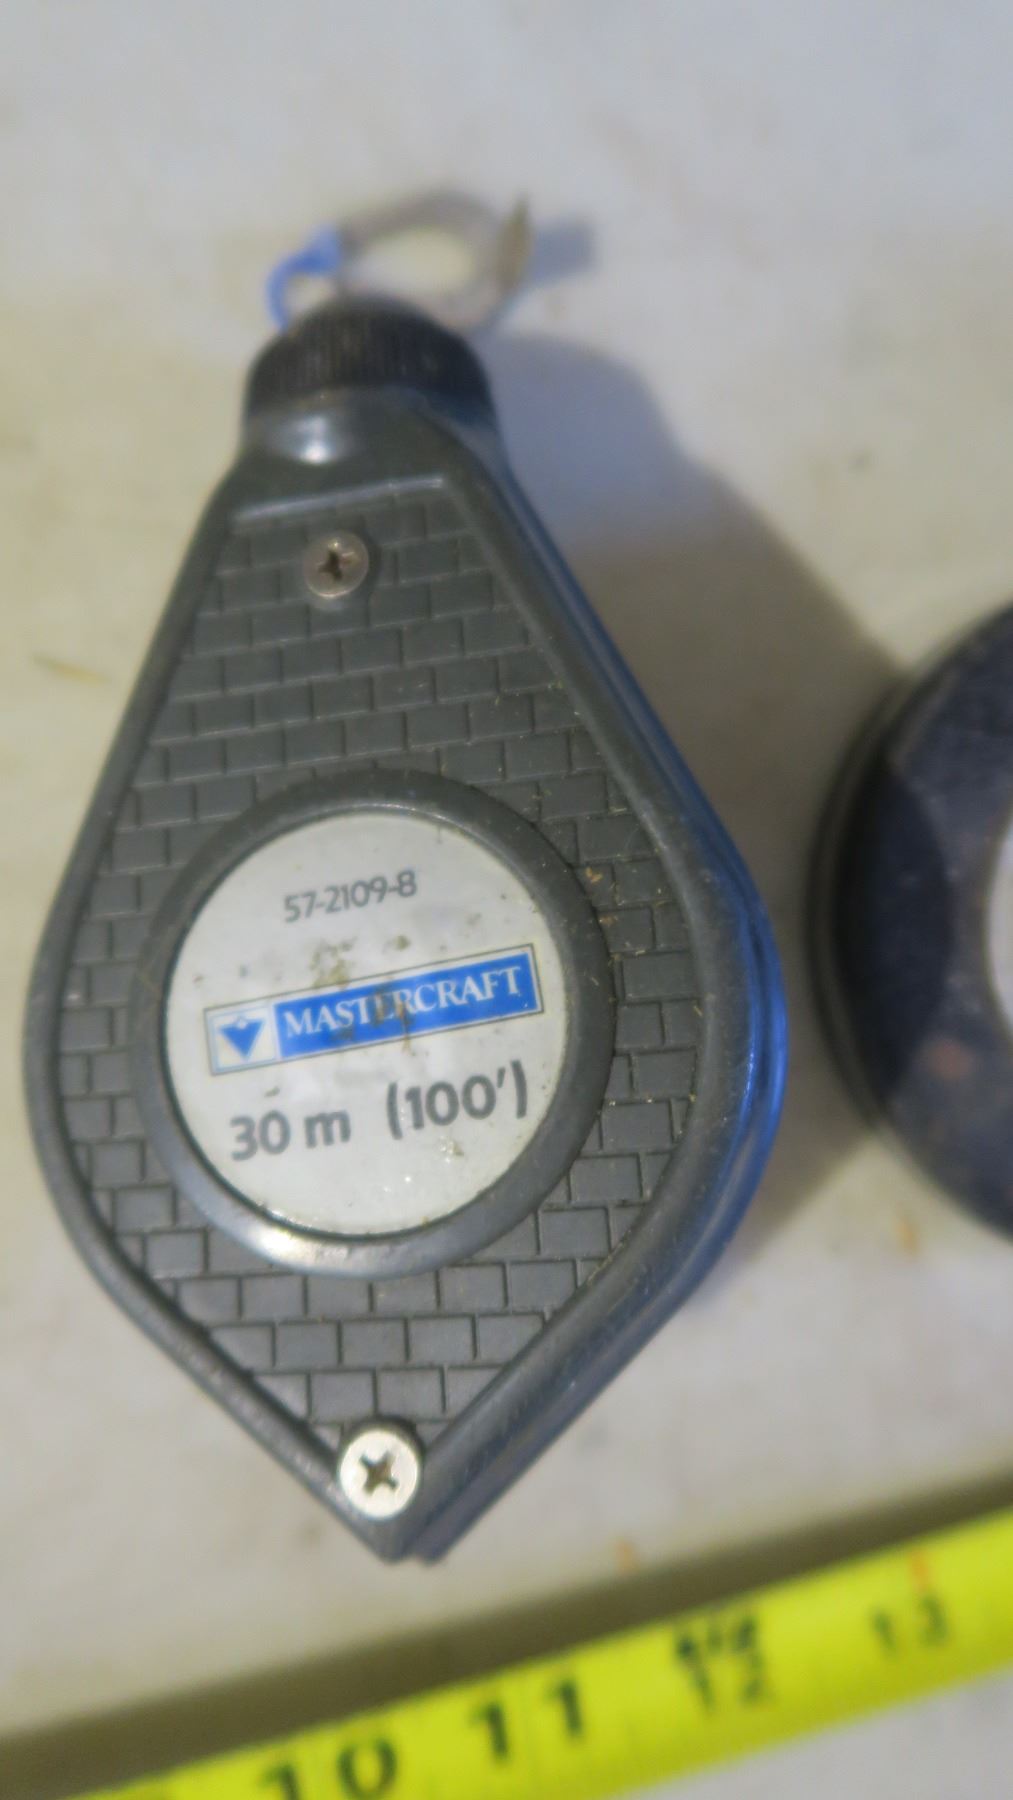 57-2109-8
MASTERCRAFT
30 m (100')
10 11 12 13